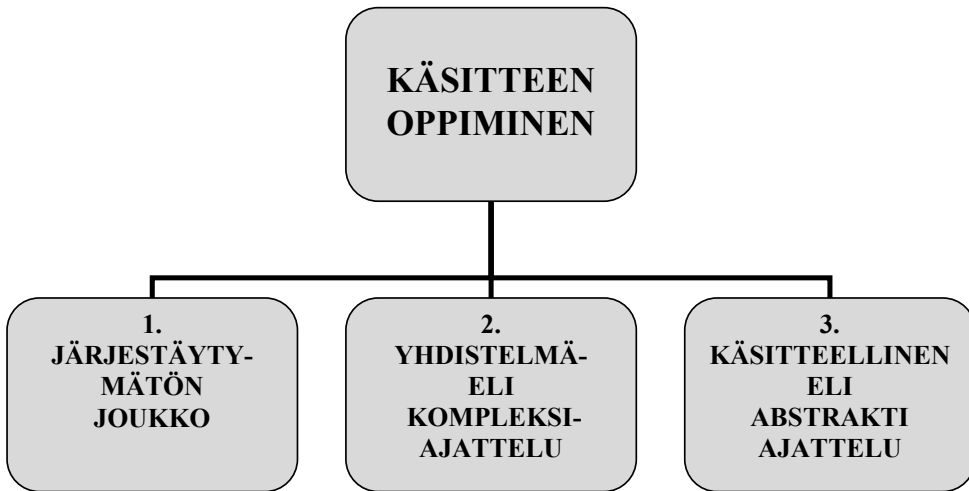 KÄSITTEEN
OPPIMINEN
1.
JÄRJESTÄYTY-
MÄTÖN
JOUKKO
2.
YHDISTELMÄ-
ELI
KOMPLEKSI-
AJATTELU
3.
KÄSITTEELLINEN
ELI
ABSTRAKTI
AJATTELU